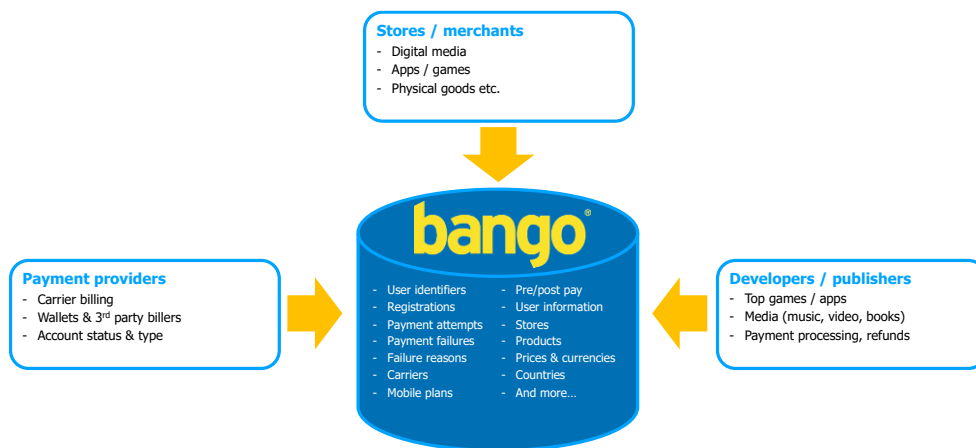 Stores / merchants
- Digital media
- Apps / games
- Physical goods etc.
bango®
Payment providers
- Carrier billing
- Wallets & 3rd party billers
- Account status & type
- User identifiers
- Registrations
- Payment attempts
- Payment failures
- Failure reasons
- Carriers
- Mobile plans
- Pre/post pay
- User information
- Stores
- Products
- Prices & currencies
- Countries
- And more...
Developers / publishers
- Top games / apps
- Media (music, video, books)
- Payment processing, refunds